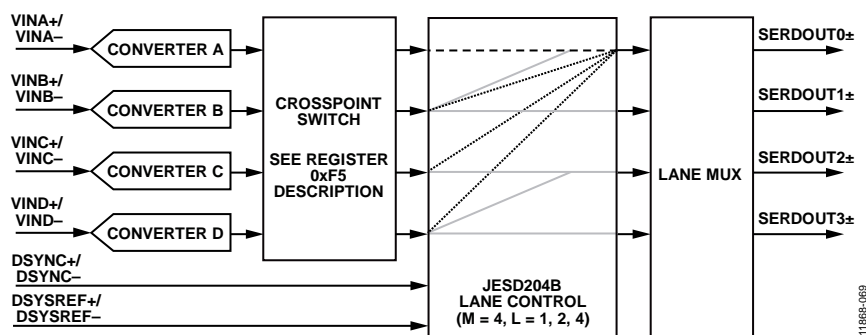 VINA+/
VINA–
CONVERTER A
VINB+/
VINB–
CONVERTER B
VINC+/
VINC–
CONVERTER C
VIND+/
VIND–
CONVERTER D
DSYNC+/
DSYNC–
DSYSREF+/
DSYSREF–
CROSSPOINT
SWITCH
SEE REGISTER
0xF5
DESCRIPTION
JESD204B
LANE CONTROL
(M = 4, L = 1, 2, 4)
LANE MUX
SERDOUT0±
SERDOUT1±
SERDOUT2±
SERDOUT3±
11868-069